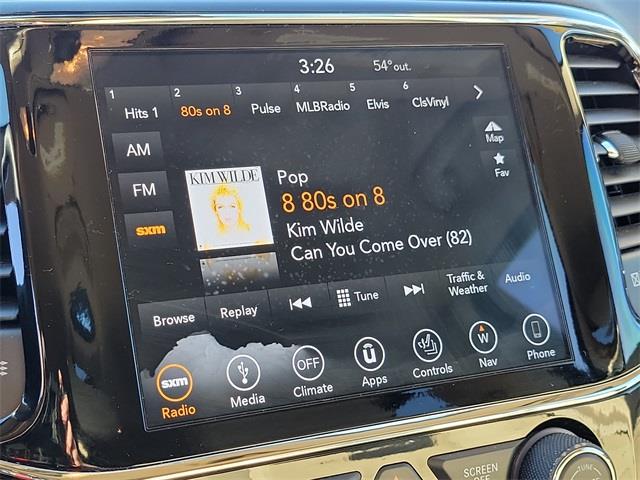 3:26 54° out.
1 2 3 4 5 6
Hits 1 80s on 8 Pulse MLBRadio Elvis ClsVinyl
AM
FM
sxm
Map
Fav
KIM WILDE
Pop
8 80s on 8
Kim Wilde
Can You Come Over (82)
Browse Replay Tune Traffic & Weather Audio
sxm OFF W
Radio Media Climate Apps Controls Nav Phone
SCREEN OFF
TUNE